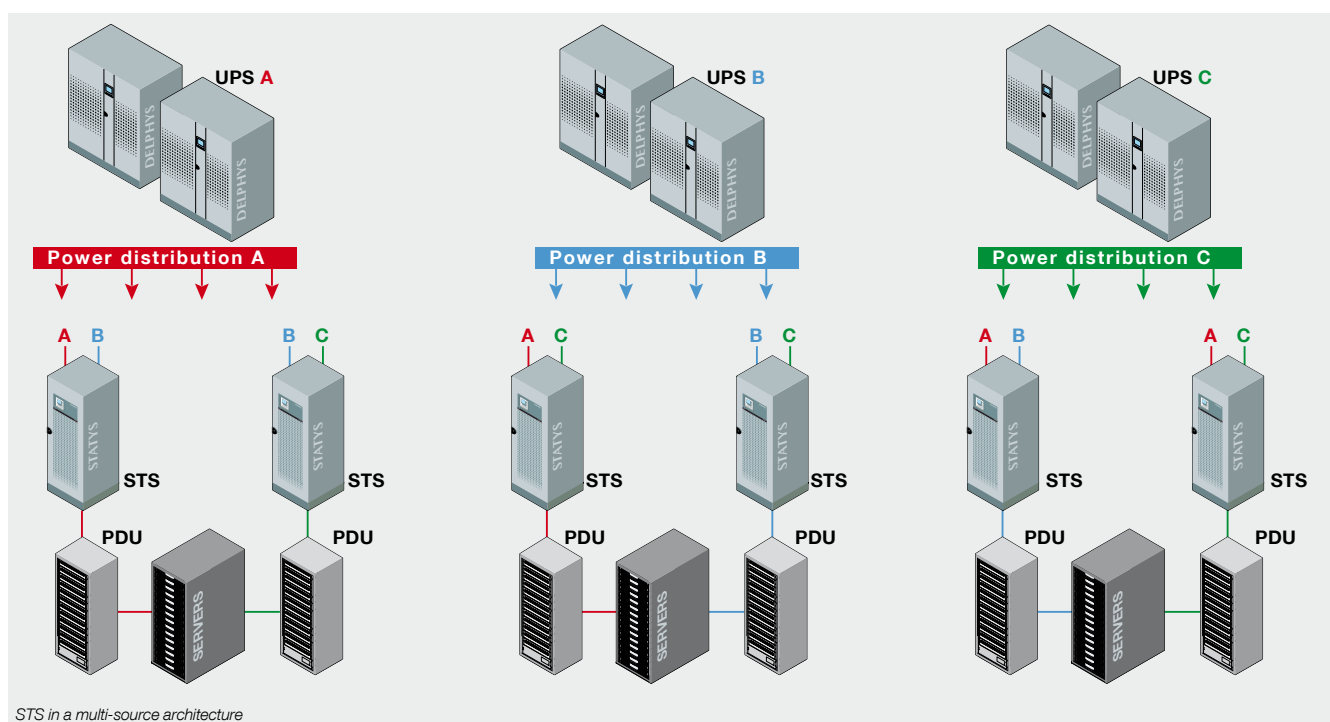 UPS A
UPS B
UPS C
DELPHYS
DELPHYS
DELPHYS
DELPHYS
DELPHYS
DELPHYS
Power distribution A
Power distribution B
Power distribution C
A B
B C
A C
B C
A B
A C
STATYS
STATYS
STATYS
STATYS
STATYS
STATYS
STS
STS
STS
STS
STS
STS
PDU
PDU
PDU
PDU
PDU
PDU
SERVERS
SERVERS
SERVERS
STS in a multi-source architecture